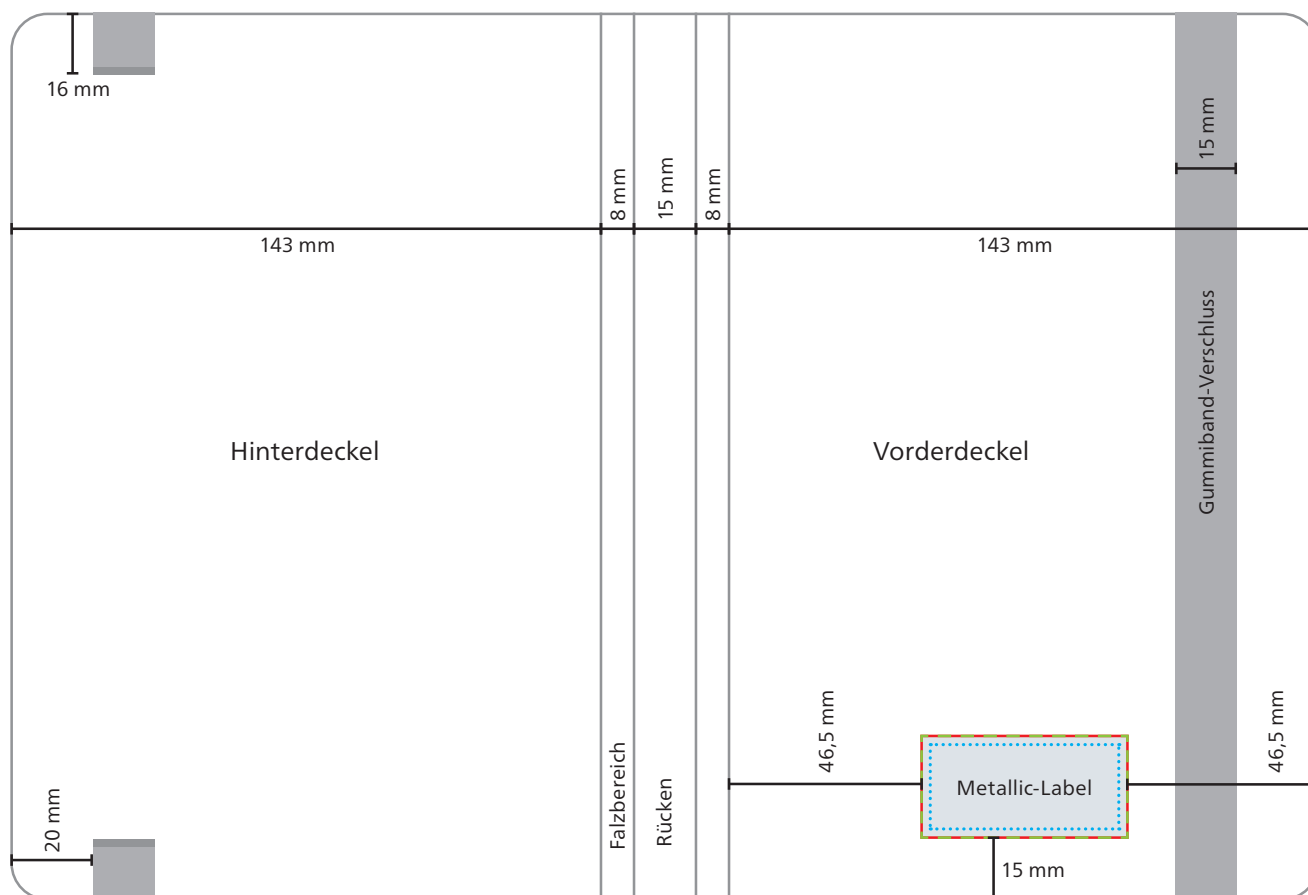 16 mm
8 mm
15 mm
8 mm
15 mm
143 mm
143 mm
Gummiband-Verschluss
Hinterdeckel
Vorderdeckel
46,5 mm
46,5 mm
Falzbereich
Rücken
Metallic-Label
20 mm
15 mm